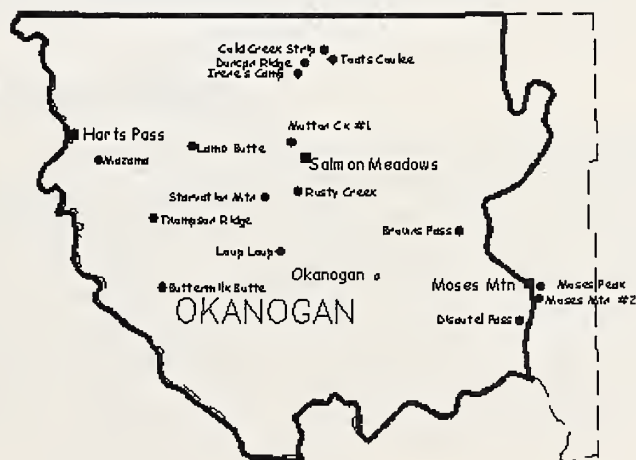 Cold Creek Strip
Duncan Ridge
Toats Coulee
Irene's Camp
Mutton Ck #1
Harts Pass
Lamb Butte
Mazama
Salmon Meadows
Starvation Mtn
Rusty Creek
Thompson Ridge
Browns Pass
Loup Loup
Okanogan
Moses Mtn
Moses Peak
Buttermilk Butte
Moses Mtn #2
OKANOGAN
Disautel Pass